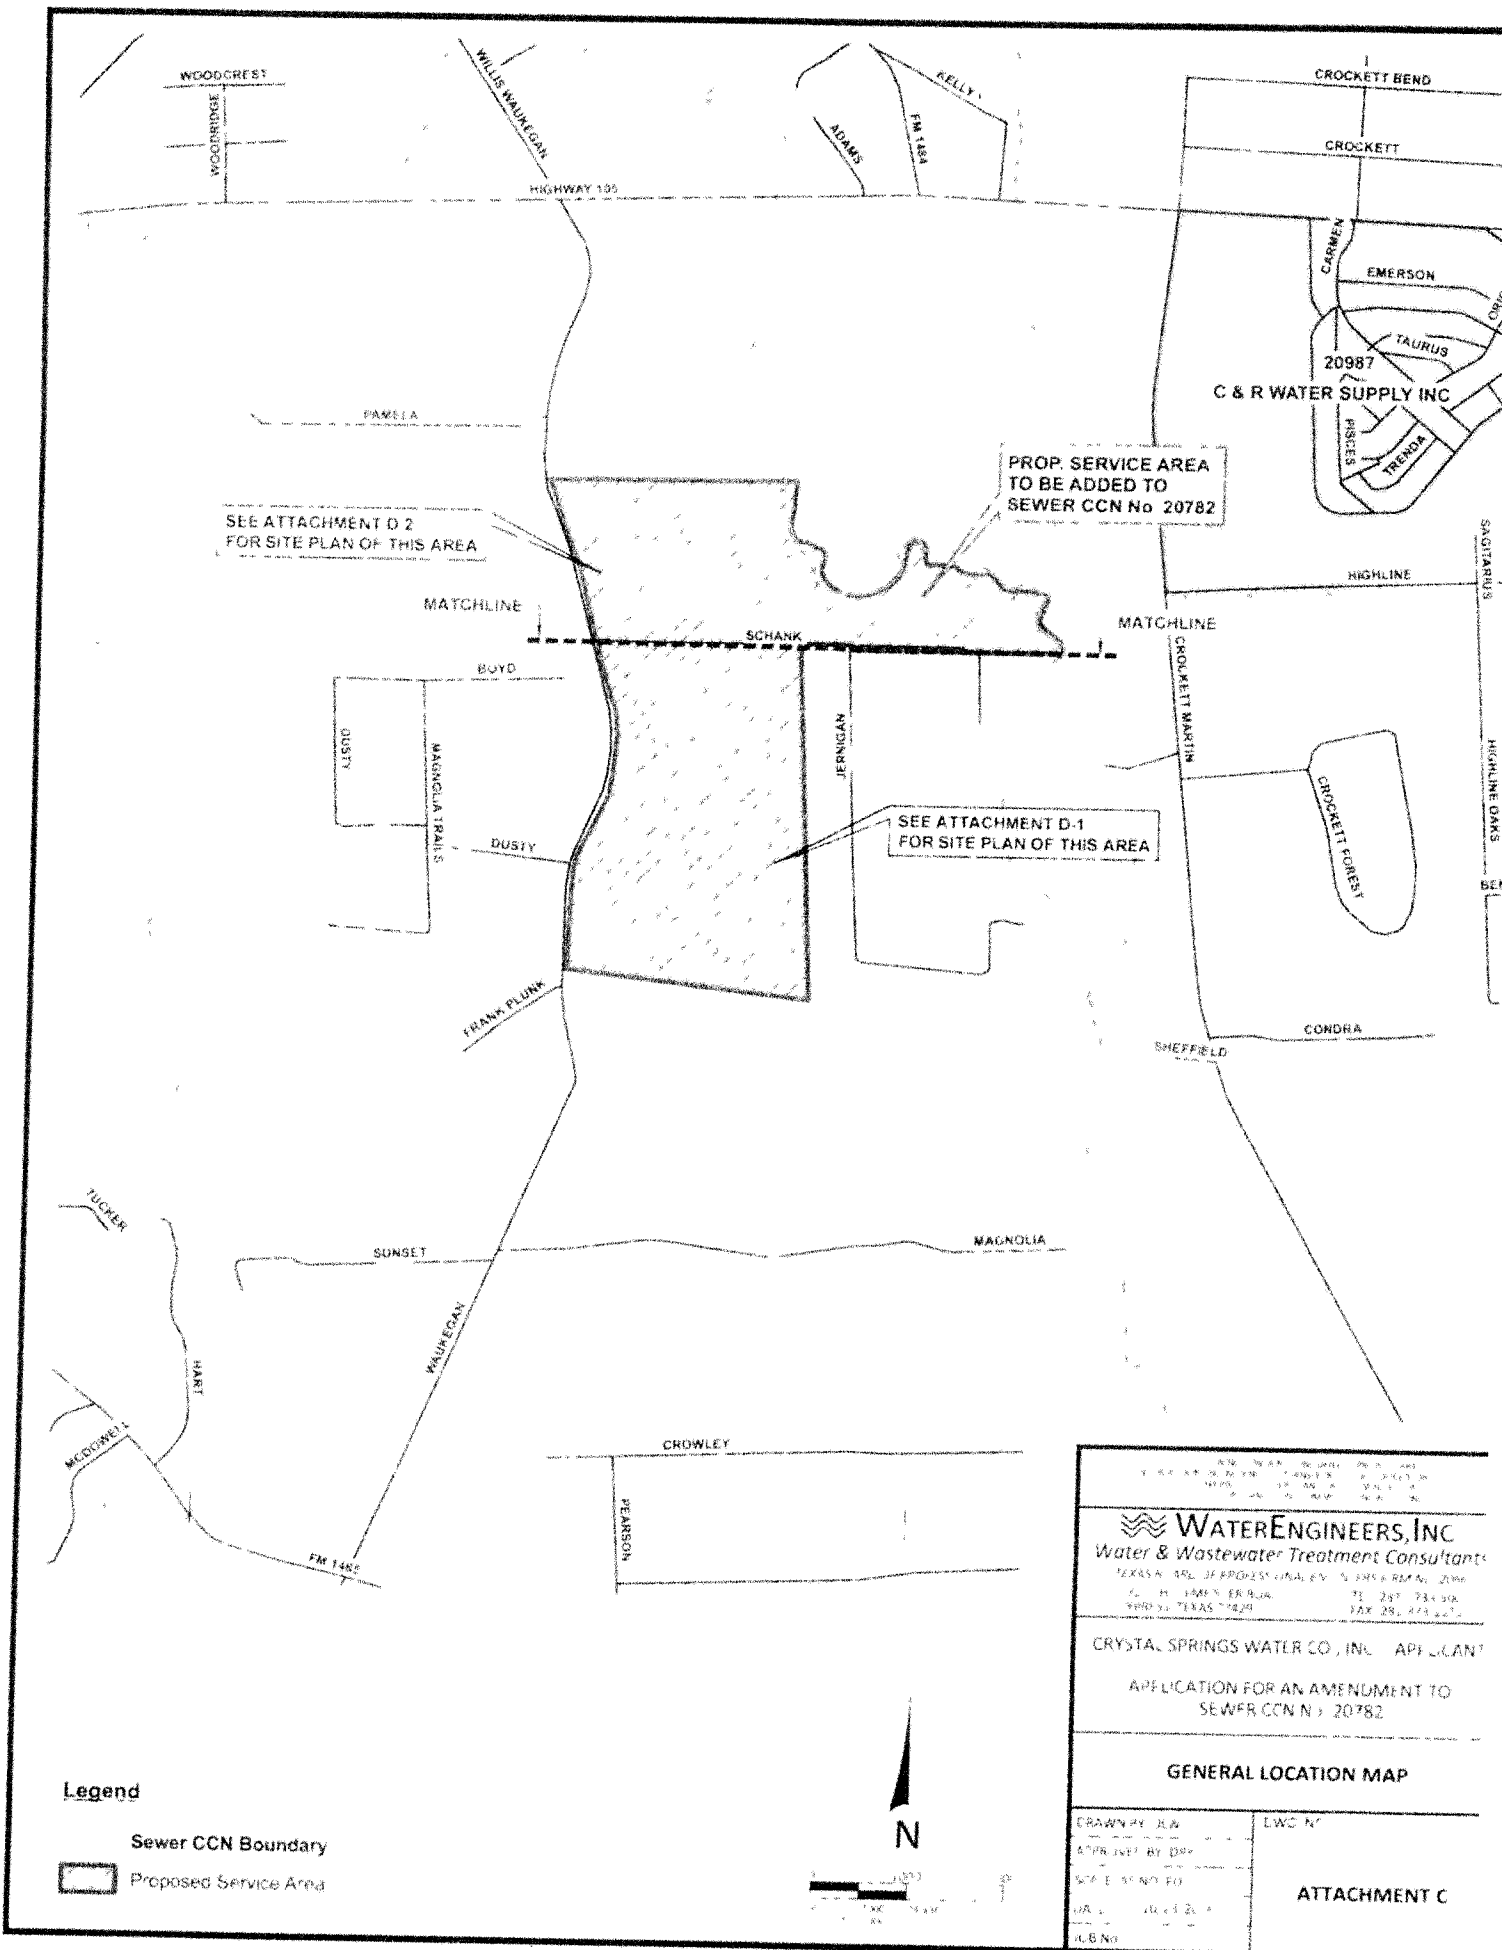 WOODCREST
WOODRIDGE
WILLIS WAUKEGAN
KELLY
ADAMS
FM 1484
CROCKETT BEND
CROCKETT
HIGHWAY 105
CARMEN
EMERSON
TAURUS
20987
C & R WATER SUPPLY INC
PISCES
TRENDA
PAMELA
PROP. SERVICE AREA
TO BE ADDED TO
SEWER CCN No 20782
SEE ATTACHMENT D 2
FOR SITE PLAN OF THIS AREA
SAGITARIUS
HIGHLINE
MATCHLINE
SCHANK
MATCHLINE
BOYD
DUSTY
MAGNOLIA TRAILS
JERNIGAN
CROCKETT MARTIN
HIGHLINE OAKS
CROCKETT FOREST
SEE ATTACHMENT D-1
FOR SITE PLAN OF THIS AREA
DUSTY
FRANK PLUNK
CONDRA
SHEFFIELD
TUCKER
SUNSET
MAGNOLIA
WAUKEGAN
HART
MCDOWELL
CROWLEY
PEARSON
FM 1485
WATERENGINEERS, INC
Water & Wastewater Treatment Consultants
CRYSTAL SPRINGS WATER CO, INC APPLICANT
APPLICATION FOR AN AMENDMENT TO
SEWER CCN No 20782
GENERAL LOCATION MAP
Legend
Sewer CCN Boundary
Proposed Service Area
N
DRAWN BY
DWG No
APPROVED BY
ATTACHMENT C
JOB No